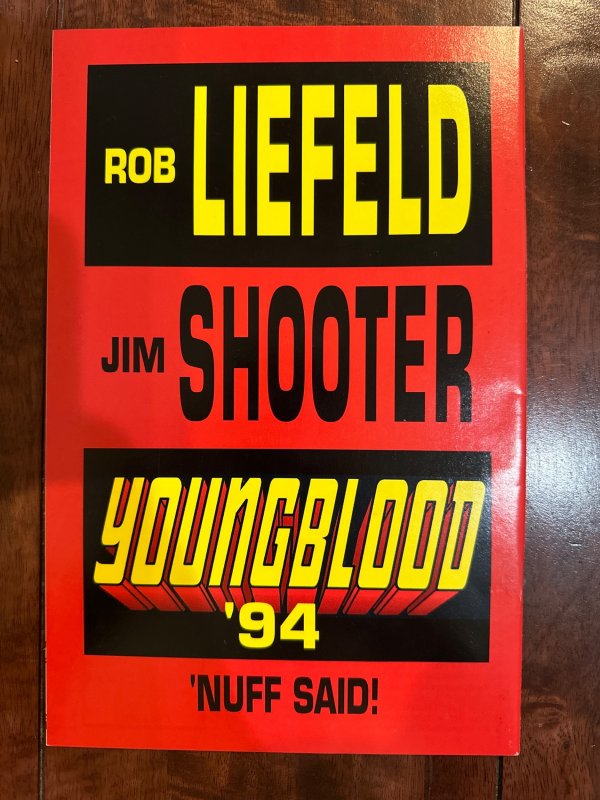 ROB LIEFELD
JIM SHOOTER
YOUNGBLOOD
'94
'NUFF SAID!